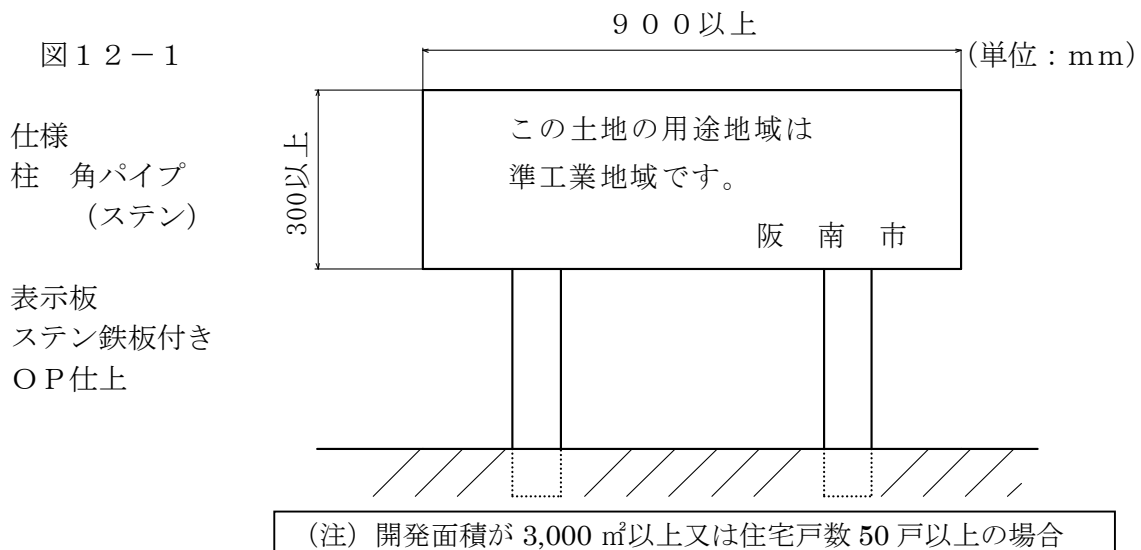 ９００以上
図１２－１
(単位：ｍｍ)
仕様
柱　角パイプ
（ステン）
300以上
この土地の用途地域は
準工業地域です。
阪　南　市
表示板
ステン鉄板付き
ＯＰ仕上
（注）開発面積が 3,000 ㎡以上又は住宅戸数 50 戸以上の場合